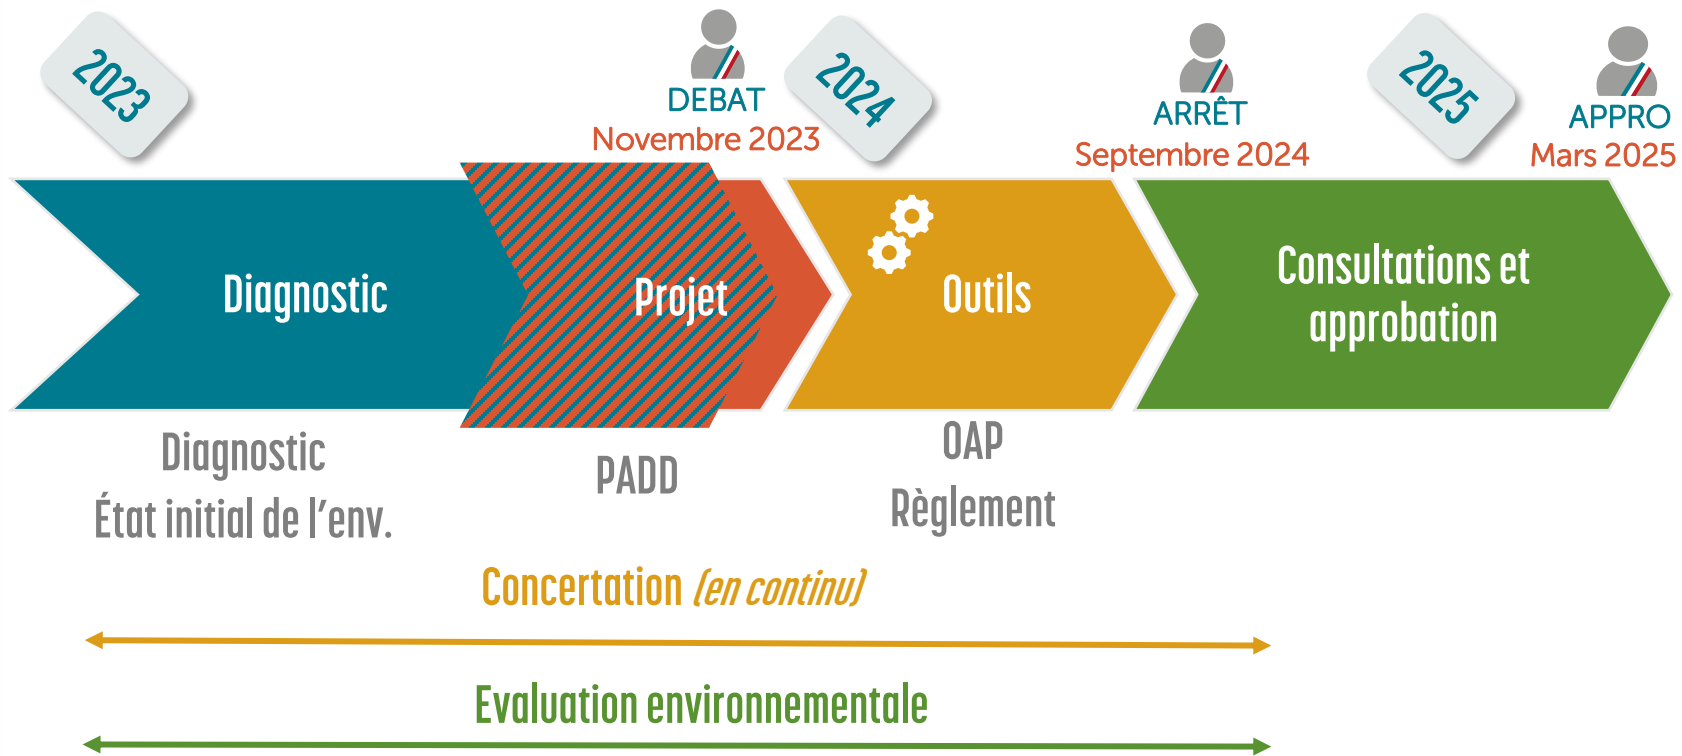 2023
DEBAT
Novembre 2023
2024
ARRÊT
Septembre 2024
2025
APPRO
Mars 2025
Diagnostic
Projet
Outils
Consultations et
approbation
Diagnostic
État initial de l’env.
PADD
OAP
Règlement
Concertation (en continu)
Evaluation environnementale